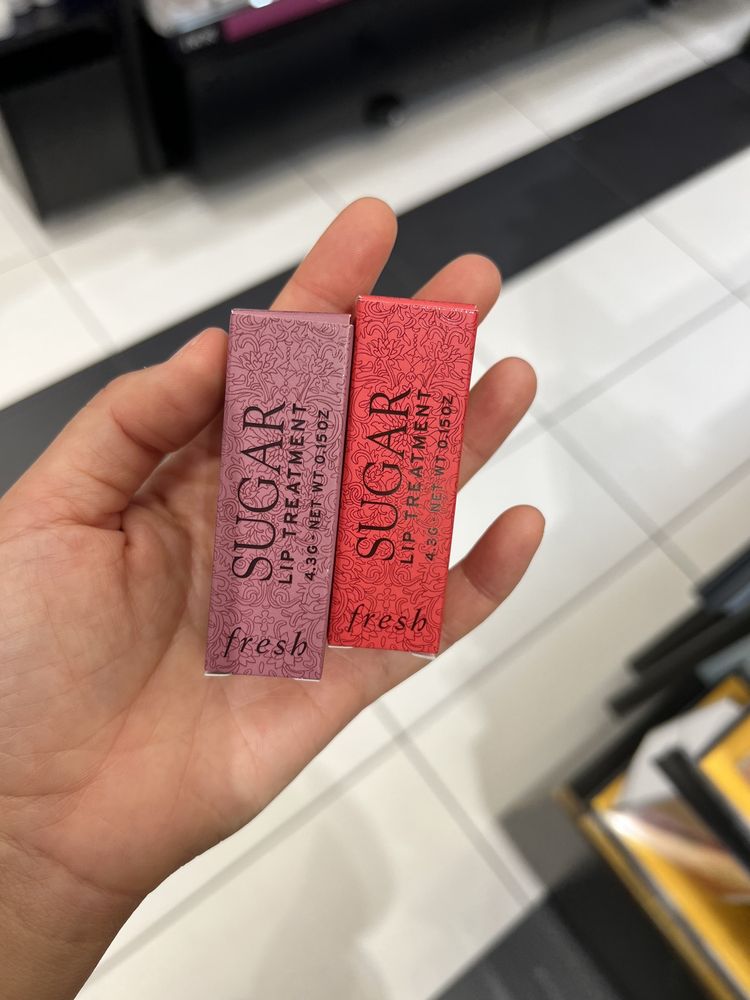 SUGAR
LIP TREATMENT
4.3G · NET WT 0.15OZ
fresh
SUGAR
LIP TREATMENT
4.3G · NET WT 0.15OZ
fresh